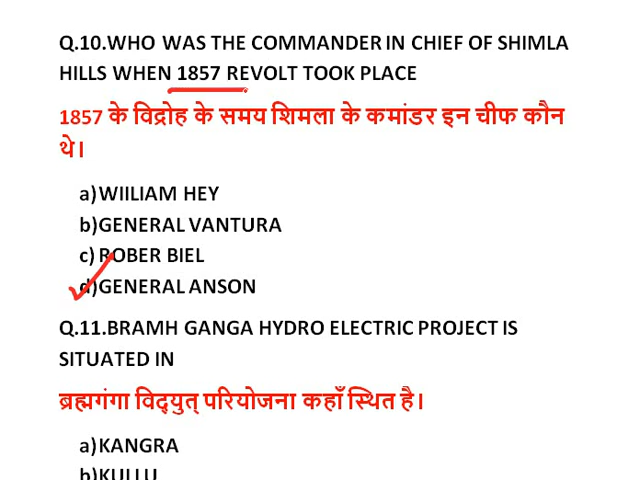 Q.10.WHO WAS THE COMMANDER IN CHIEF OF SHIMLA
HILLS WHEN 1857 REVOLT TOOK PLACE
1857 के विद्रोह के समय शिमला के कमांडर इन चीफ कौन
थे।
a)WIILIAM HEY
b)GENERAL VANTURA
c) ROBER BIEL
d)GENERAL ANSON
Q.11.BRAMH GANGA HYDRO ELECTRIC PROJECT IS
SITUATED IN
ब्रह्मगंगा विद्युत् परियोजना कहाँ स्थित है।
a)KANGRA
b)KULLU